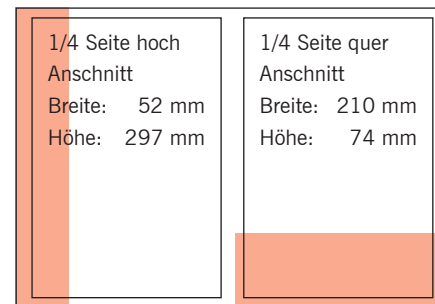 1/4 Seite hoch
Anschnitt
Breite: 52 mm
Höhe: 297 mm
1/4 Seite quer
Anschnitt
Breite: 210 mm
Höhe: 74 mm